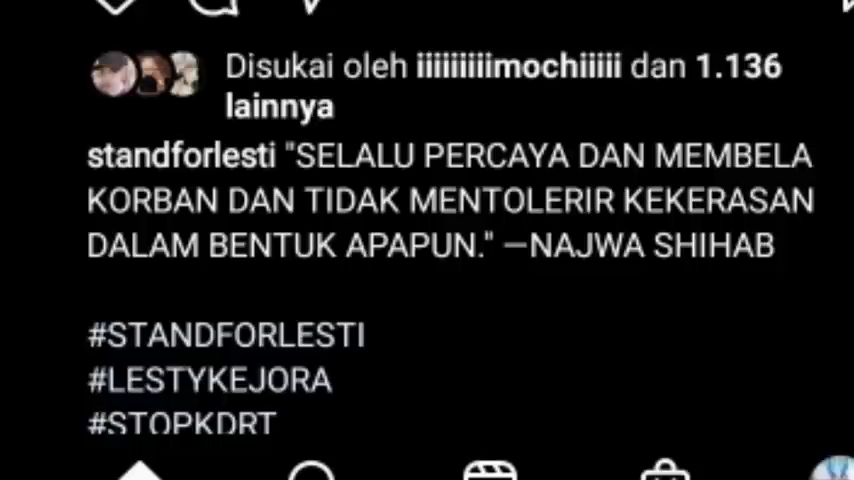 Disukai oleh iiiiiiiiimochiiiii dan 1.136
lainnya
standforlesti "SELALU PERCAYA DAN MEMBELA
KORBAN DAN TIDAK MENTOLERIR KEKERASAN
DALAM BENTUK APAPUN." —NAJWA SHIHAB
#STANDFORLESTI
#LESTYKEJORA
#STOPKDRT